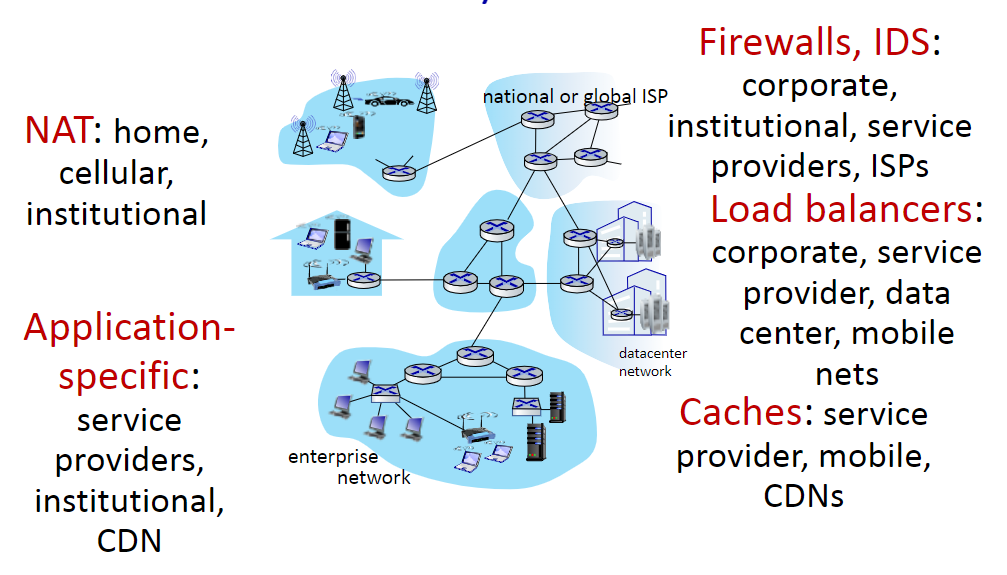 NAT: home,
cellular,
institutional
Application-
specific:
service
providers,
institutional,
CDN
national or global ISP
datacenter
network
enterprise
network
Firewalls, IDS:
corporate,
institutional, service
providers, ISPs
Load balancers:
corporate, service
provider, data
center, mobile
nets
Caches: service
provider, mobile,
CDNs